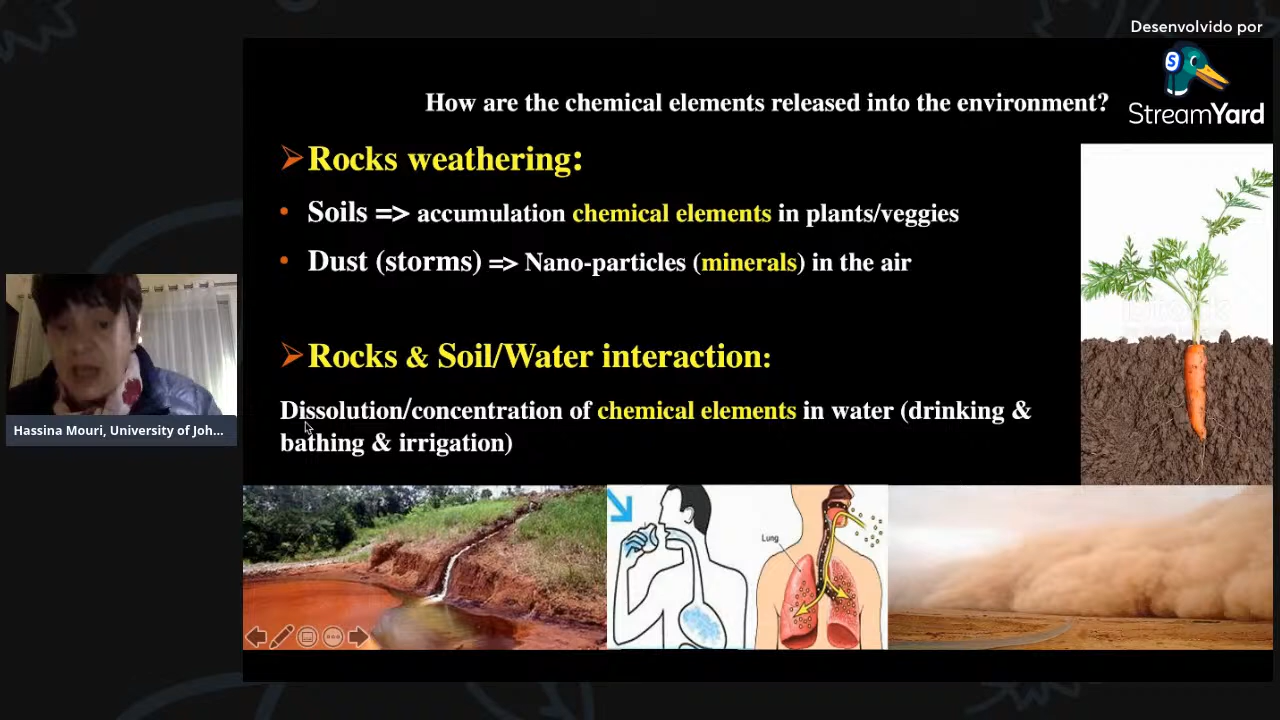 Desenvolvido por
S
StreamYard
How are the chemical elements released into the environment?
➢Rocks weathering:
• Soils => accumulation chemical elements in plants/veggies
• Dust (storms) => Nano-particles (minerals) in the air
➢Rocks & Soil/Water interaction:
Dissolution/concentration of chemical elements in water (drinking &
bathing & irrigation)
Lung
Hassina Mouri, University of Joh...